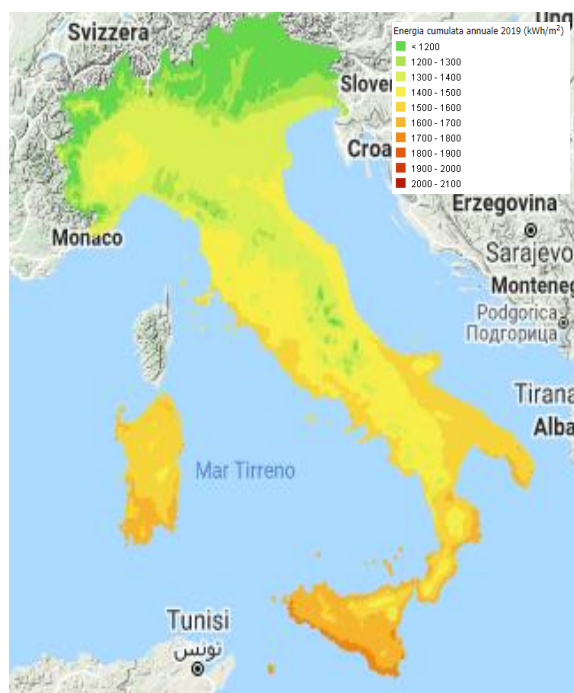 Svizzera
Ung
Energia cumulata annuale 2019 (kWh/m²)
< 1200
1200 - 1300
1300 - 1400
1400 - 1500
1500 - 1600
1600 - 1700
1700 - 1800
1800 - 1900
1900 - 2000
2000 - 2100
Slover
Croa
Erzegovina
Sarajevo
Monaco
Monteneg
Podgorica
Подгорица
Tirana
Alba
Mar Tirreno
Tunisi
تونس